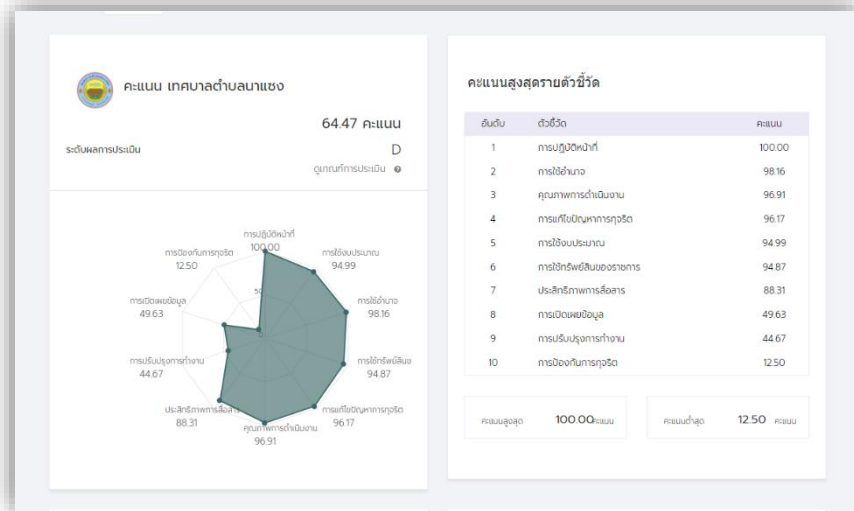 คะแนน เทศบาลตำบลนาแซง
64.47 คะแนน
ระดับผลการประเมิน D
ดูเกณฑ์การประเมิน
การปฏิบัติหน้าที่
100.00
การใช้งบประมาณ
94.99
การใช้อำนาจ
98.16
การใช้ทรัพย์สินข
94.87
การแก้ไขปัญหาการทุจริต
96.17
คุณภาพการดำเนินงาน
96.91
ประสิทธิภาพการสื่อสาร
88.31
การปรับปรุงการทำงาน
44.67
การเปิดเผยข้อมูล
49.63
การป้องกันการทุจริต
12.50
50
0
คะแนนสูงสุดรายตัวชี้วัด
อันดับ ตัวชี้วัด คะแนน
1 การปฏิบัติหน้าที่ 100.00
2 การใช้อำนาจ 98.16
3 คุณภาพการดำเนินงาน 96.91
4 การแก้ไขปัญหาการทุจริต 96.17
5 การใช้งบประมาณ 94.99
6 การใช้ทรัพย์สินของราชการ 94.87
7 ประสิทธิภาพการสื่อสาร 88.31
8 การเปิดเผยข้อมูล 49.63
9 การปรับปรุงการทำงาน 44.67
10 การป้องกันการทุจริต 12.50
คะแนนสูงสุด 100.00 คะแนน
คะแนนต่ำสุด 12.50 คะแนน